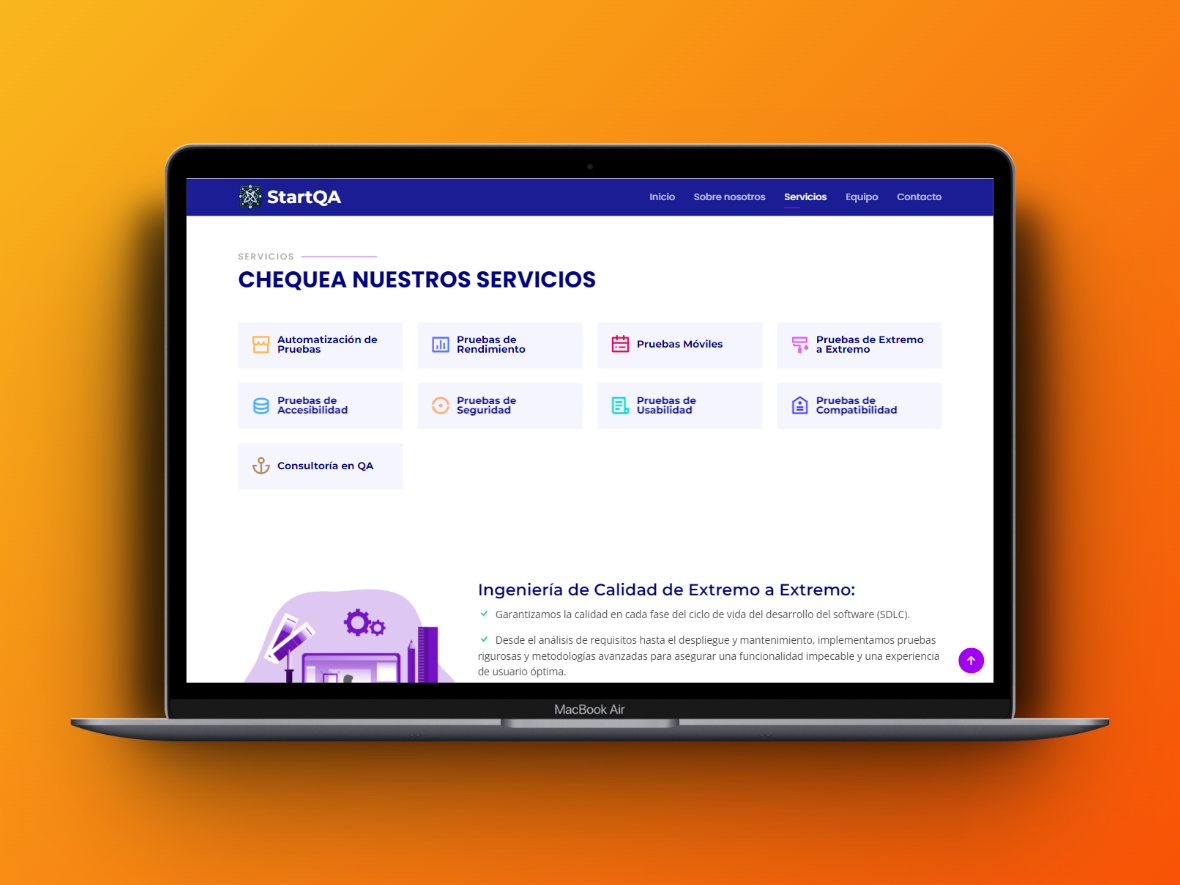 StartQA
Inicio Sobre nosotros Servicios Equipo Contacto
SERVICIOS
CHEQUEA NUESTROS SERVICIOS
Automatización de
Pruebas
Pruebas de
Rendimiento
Pruebas Móviles
Pruebas de Extremo
a Extremo
Pruebas de
Accesibilidad
Pruebas de
Seguridad
Pruebas de
Usabilidad
Pruebas de
Compatibilidad
Consultoría en QA
Ingeniería de Calidad de Extremo a Extremo:
Garantizamos la calidad en cada fase del ciclo de vida del desarrollo del software (SDLC).
Desde el análisis de requisitos hasta el despliegue y mantenimiento, implementamos pruebas
rigurosas y metodologías avanzadas para asegurar una funcionalidad impecable y una experiencia
de usuario óptima.
MacBook Air